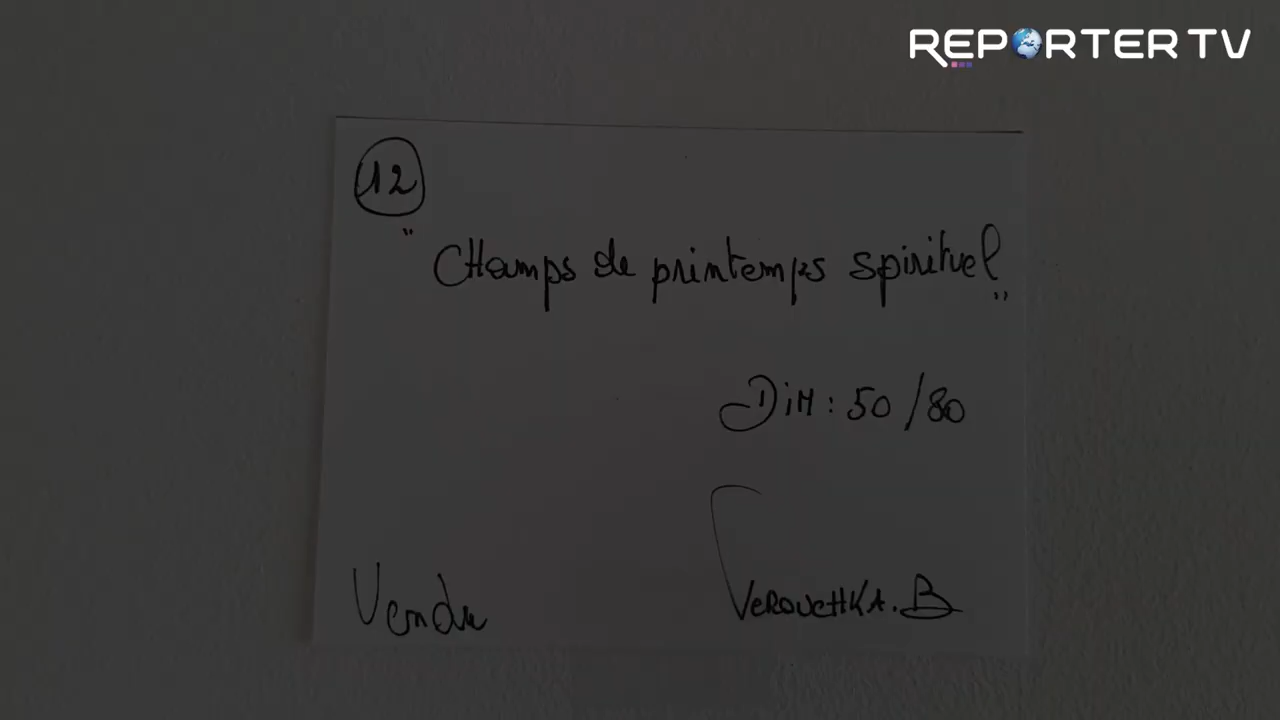 REPORTER TV
12
" Champs de printemps spirituel "
DiM : 50 /80
Vendu
VEROUCHKA. B